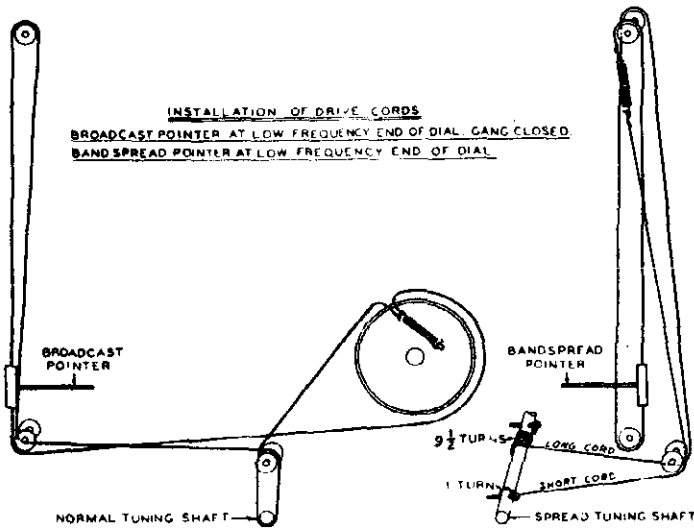 INSTALLATION OF DRIVE CORDS
BROADCAST POINTER AT LOW FREQUENCY END OF DIAL. GANG CLOSED.
BAND SPREAD POINTER AT LOW FREQUENCY END OF DIAL
BROADCAST
POINTER
BANDSPREAD
POINTER
9 1/2 TURNS
LONG CORD
1 TURN
SHORT CORD
NORMAL TUNING SHAFT
SPREAD TUNING SHAFT